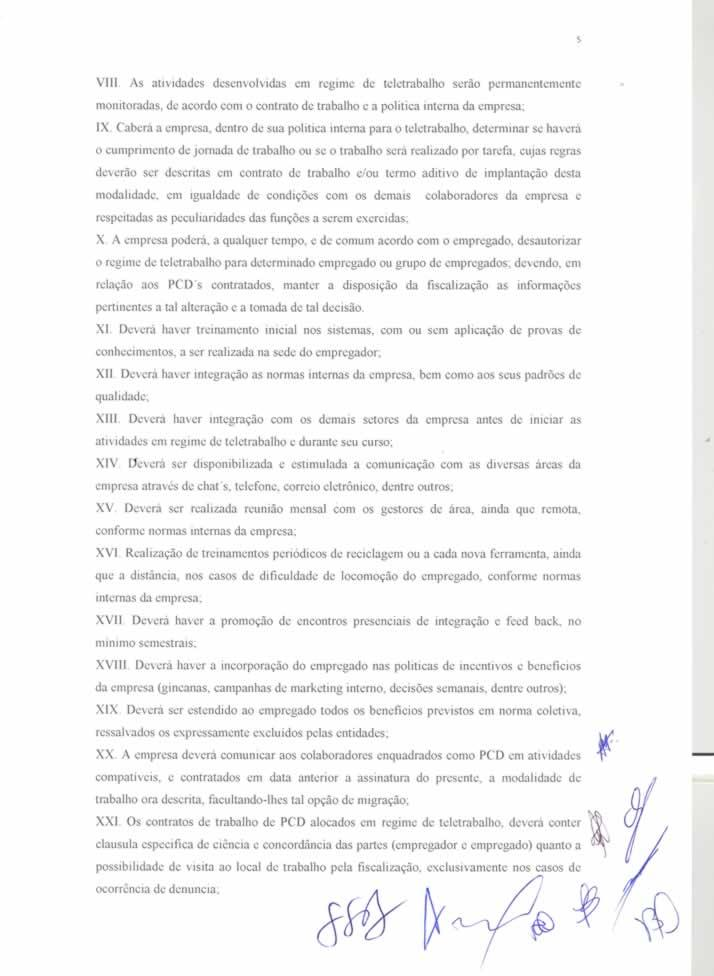 5
VIII. As atividades desenvolvidas em regime de teletrabalho serão permanentemente
monitoradas, de acordo com o contrato de trabalho e a politica interna da empresa;
IX. Caberá a empresa, dentro de sua politica interna para o teletrabalho, determinar se haverá
o cumprimento de jornada de trabalho ou se o trabalho será realizado por tarefa, cujas regras
deverão ser descritas em contrato de trabalho e/ou termo aditivo de implantação desta
modalidade, em igualdade de condições com os demais colaboradores da empresa e
respeitadas as peculiaridades das funções a serem exercidas;
X. A empresa poderá, a qualquer tempo, e de comum acordo com o empregado, desautorizar
o regime de teletrabalho para determinado empregado ou grupo de empregados; devendo, em
relação aos PCD´s contratados, manter a disposição da fiscalização as informações
pertinentes a tal alteração e a tomada de tal decisão.
XI. Deverá haver treinamento inicial nos sistemas, com ou sem aplicação de provas de
conhecimentos, a ser realizada na sede do empregador;
XII. Deverá haver integração as normas internas da empresa, bem como aos seus padrões de
qualidade;
XIII. Deverá haver integração com os demais setores da empresa antes de iniciar as
atividades em regime de teletrabalho e durante seu curso;
XIV. Deverá ser disponibilizada e estimulada a comunicação com as diversas áreas da
empresa através de chat´s, telefone, correio eletrônico, dentre outros;
XV. Deverá ser realizada reunião mensal com os gestores de área, ainda que remota,
conforme normas internas da empresa;
XVI. Realização de treinamentos periódicos de reciclagem ou a cada nova ferramenta, ainda
que a distância, nos casos de dificuldade de locomoção do empregado, conforme normas
internas da empresa;
XVII. Deverá haver a promoção de encontros presenciais de integração e feed back, no
mínimo semestrais;
XVIII. Deverá haver a incorporação do empregado nas politicas de incentivos e benefícios
da empresa (gincanas, campanhas de marketing interno, decisões semanais, dentre outros);
XIX. Deverá ser estendido ao empregado todos os benefícios previstos em norma coletiva,
ressalvados os expressamente excluídos pelas entidades;
XX. A empresa deverá comunicar aos colaboradores enquadrados como PCD em atividades
compatíveis, e contratados em data anterior a assinatura do presente, a modalidade de
trabalho ora descrita, facultando-lhes tal opção de migração;
XXI. Os contratos de trabalho de PCD alocados em regime de teletrabalho, deverá conter
clausula especifica de ciência e concordância das partes (empregador e empregado) quanto a
possibilidade de visita ao local de trabalho pela fiscalização, exclusivamente nos casos de
ocorrência de denuncia;